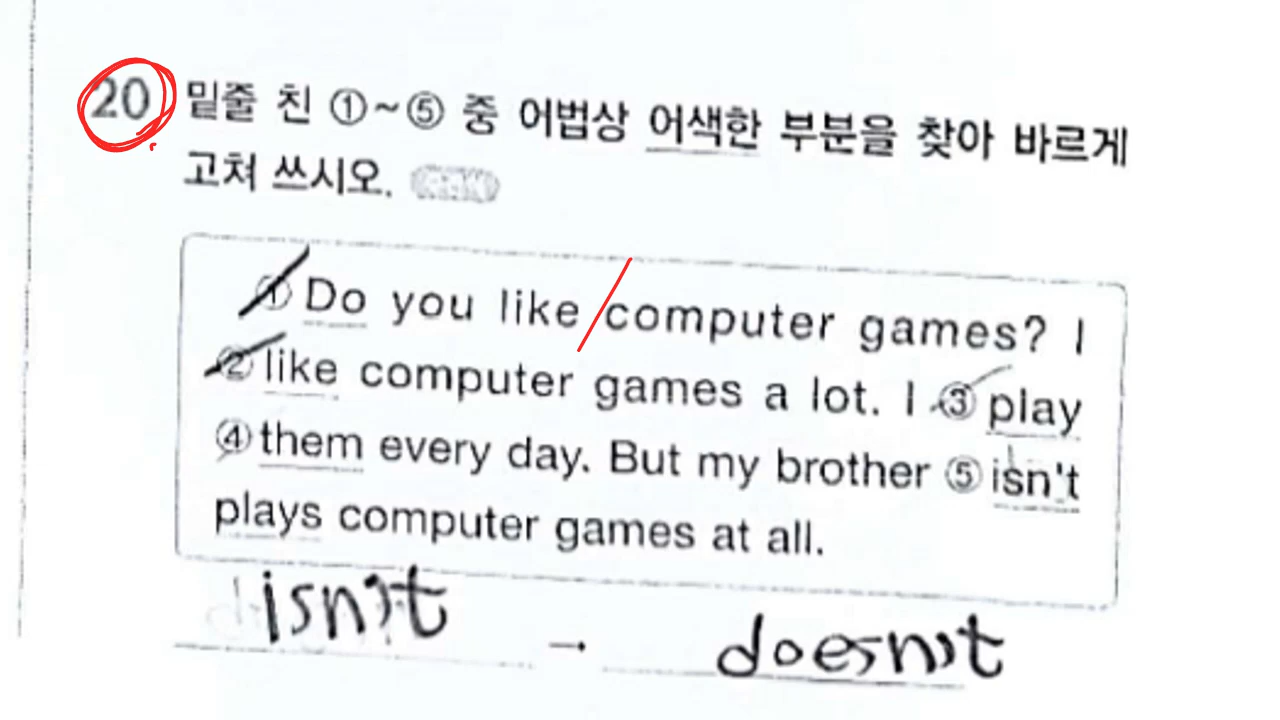 20 밑줄 친 ①~⑤ 중 어법상 어색한 부분을 찾아 바르게
고쳐 쓰시오.
① Do you like computer games? I
② like computer games a lot. I ③ play
④ them every day. But my brother ⑤ isn't
plays computer games at all.
isn't → doesn't